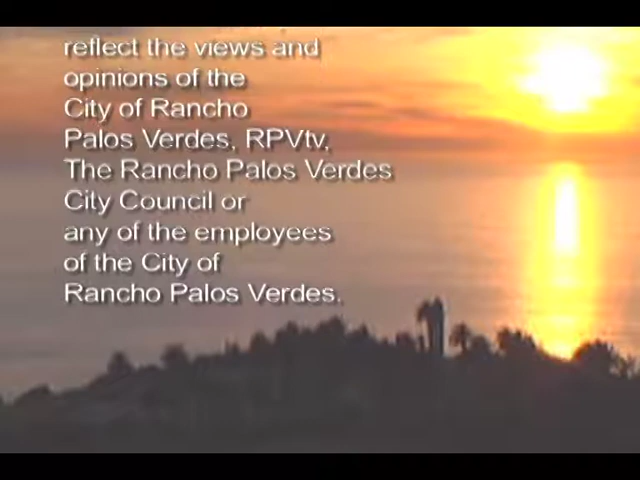 reflect the views and
opinions of the
City of Rancho
Palos Verdes, RPVtv,
The Rancho Palos Verdes
City Council or
any of the employees
of the City of
Rancho Palos Verdes.